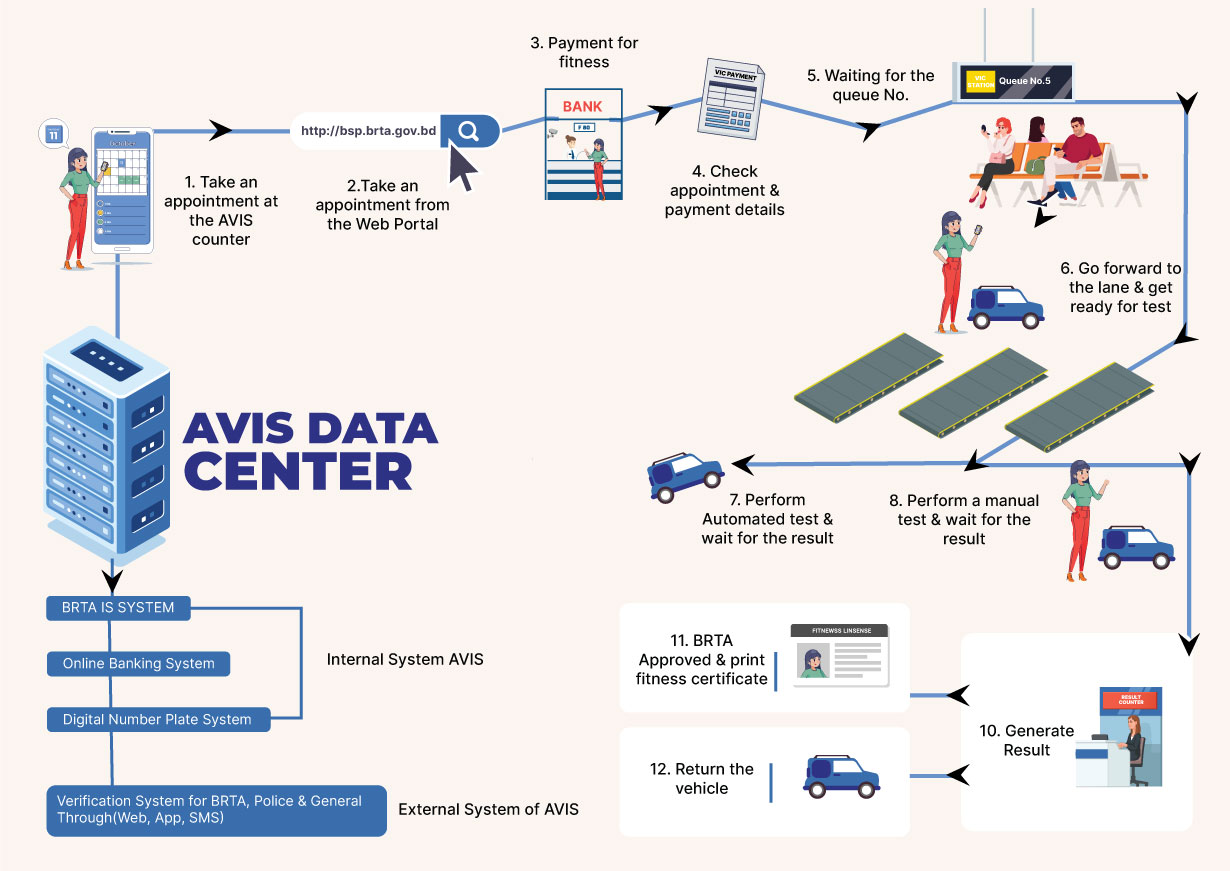 3. Payment for
fitness
VIC PAYMENT
5. Waiting for the
queue No.
VIC
STATION
Queue No.5
11
October
http://bsp.brta.gov.bd
BANK
1. Take an
appointment at
the AVIS
counter
2.Take an
appointment from
the Web Portal
4. Check
appointment &
payment details
6. Go forward to
the lane & get
ready for test
AVIS DATA
CENTER
7. Perform
Automated test &
wait for the result
8. Perform a manual
test & wait for the
result
BRTA IS SYSTEM
Online Banking System
Digital Number Plate System
Internal System AVIS
Verification System for BRTA, Police & General
Through(Web, App, SMS)
External System of AVIS
11. BRTA
Approved & print
fitness certificate
FITNEWSS LINSENSE
12. Return the
vehicle
10. Generate
Result
RESULT
COUNTER